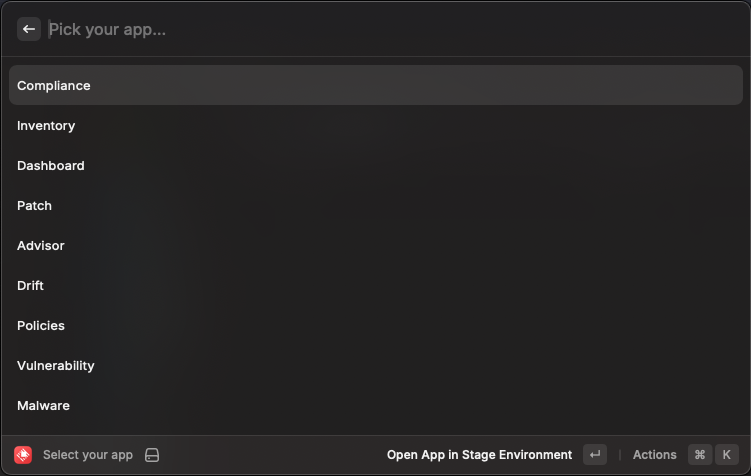 Pick your app...
Compliance
Inventory
Dashboard
Patch
Advisor
Drift
Policies
Vulnerability
Malware
Select your app Open App in Stage Environment ↵ | Actions ⌘ K